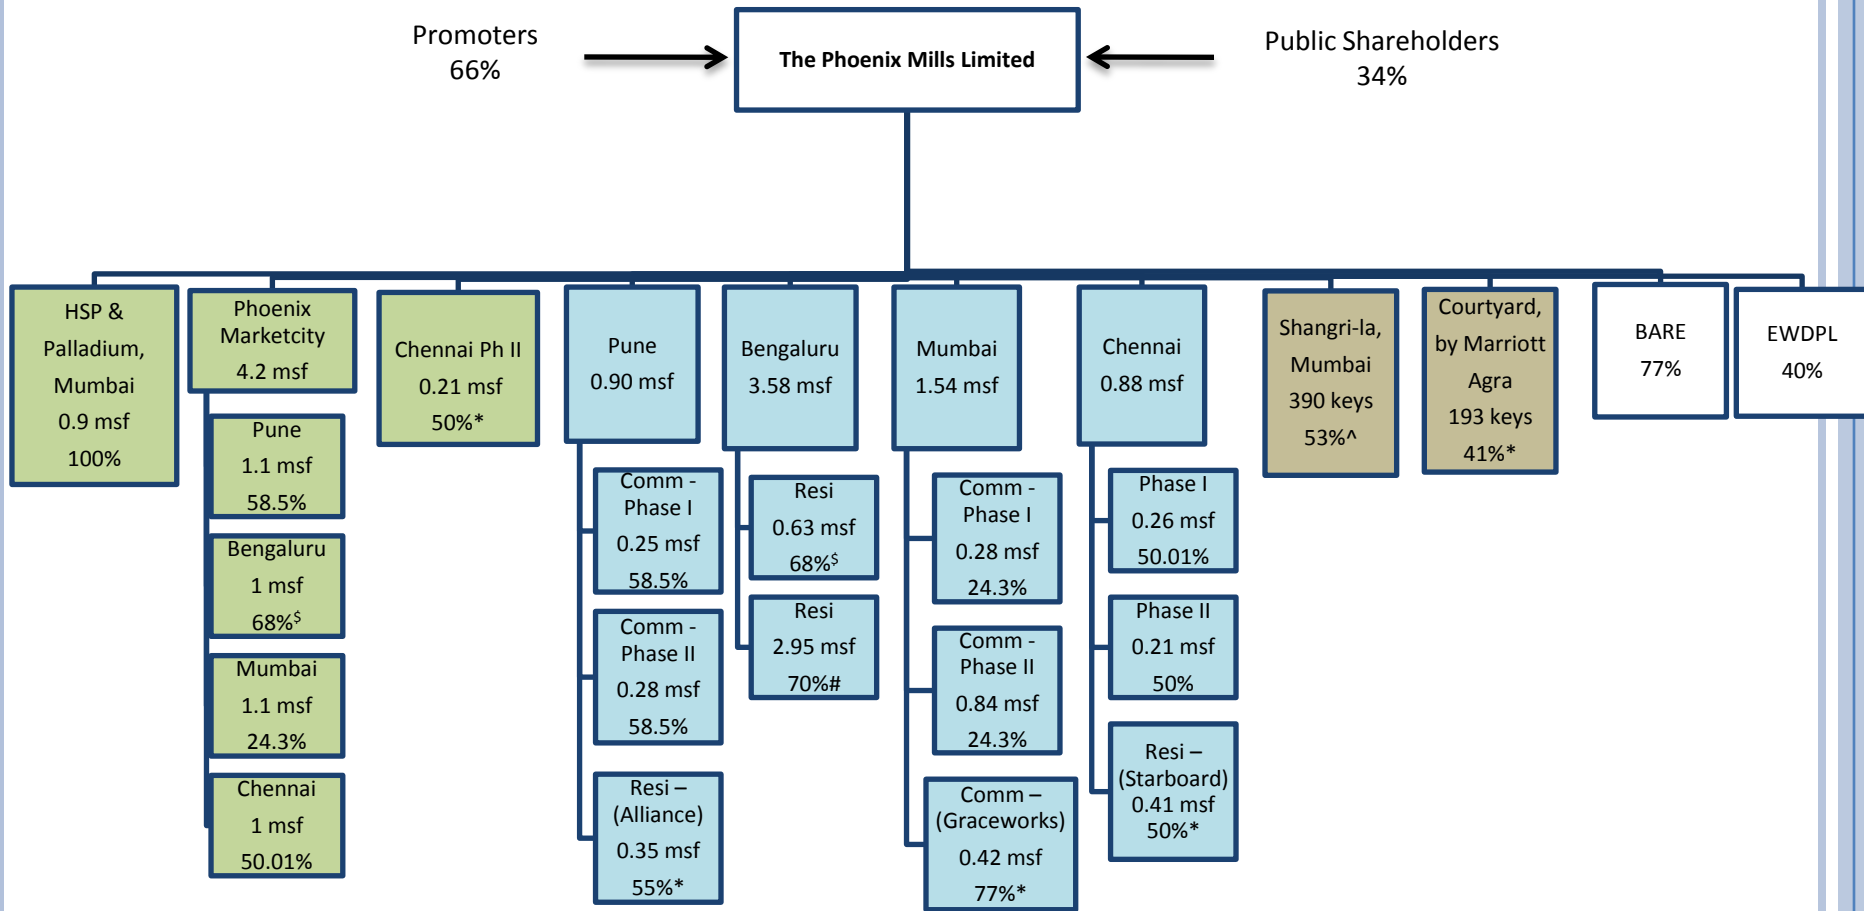 Promoters
66%
The Phoenix Mills Limited
Public Shareholders
34%
HSP &
Palladium,
Mumbai
0.9 msf
100%
Phoenix
Marketcity
4.2 msf
Pune
1.1 msf
58.5%
Bengaluru
1 msf
68%$
Mumbai
1.1 msf
24.3%
Chennai
1 msf
50.01%
Chennai Ph II
0.21 msf
50%*
Pune
0.90 msf
Comm -
Phase I
0.25 msf
58.5%
Comm -
Phase II
0.28 msf
58.5%
Resi –
(Alliance)
0.35 msf
55%*
Bengaluru
3.58 msf
Resi
0.63 msf
68%$
Resi
2.95 msf
70%#
Mumbai
1.54 msf
Comm -
Phase I
0.28 msf
24.3%
Comm -
Phase II
0.84 msf
24.3%
Comm –
(Graceworks)
0.42 msf
77%*
Chennai
0.88 msf
Phase I
0.26 msf
50.01%
Phase II
0.21 msf
50%
Resi –
(Starboard)
0.41 msf
50%*
Shangri-la,
Mumbai
390 keys
53%^
Courtyard,
by Marriott
Agra
193 keys
41%*
BARE
77%
EWDPL
40%